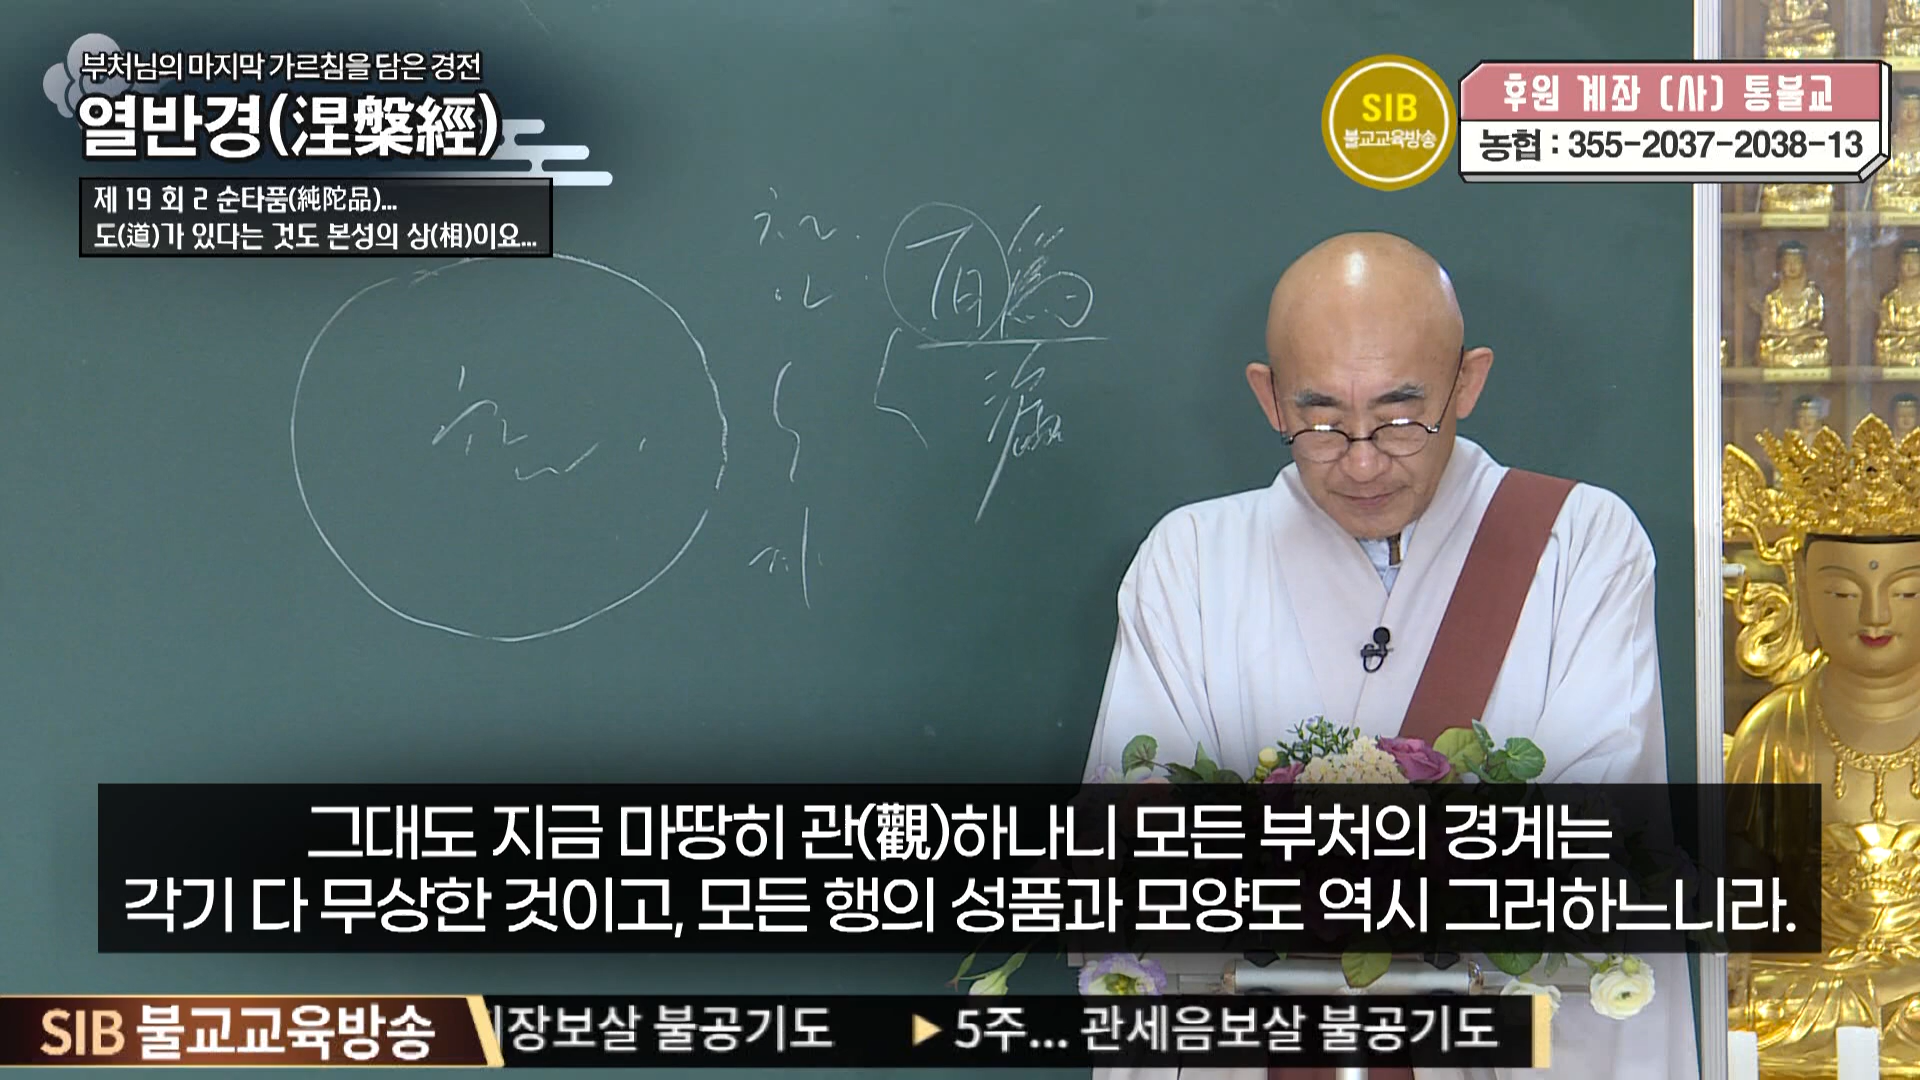 부처님의 마지막 가르침을 담은 경전
열반경(涅槃經)
제 19 회 2 순타품(純陀品)...
도(道)가 있다는 것도 본성의 상(相)이요...
SIB
불교교육방송
후원 계좌 (사) 통불교
농협 : 355-2037-2038-13
그대도 지금 마땅히 관(觀)하나니 모든 부처의 경계는
각기 다 무상한 것이고, 모든 행의 성품과 모양도 역시 그러하느니라.
SIB 불교교육방송
장보살 불공기도 ▶ 5주... 관세음보살 불공기도